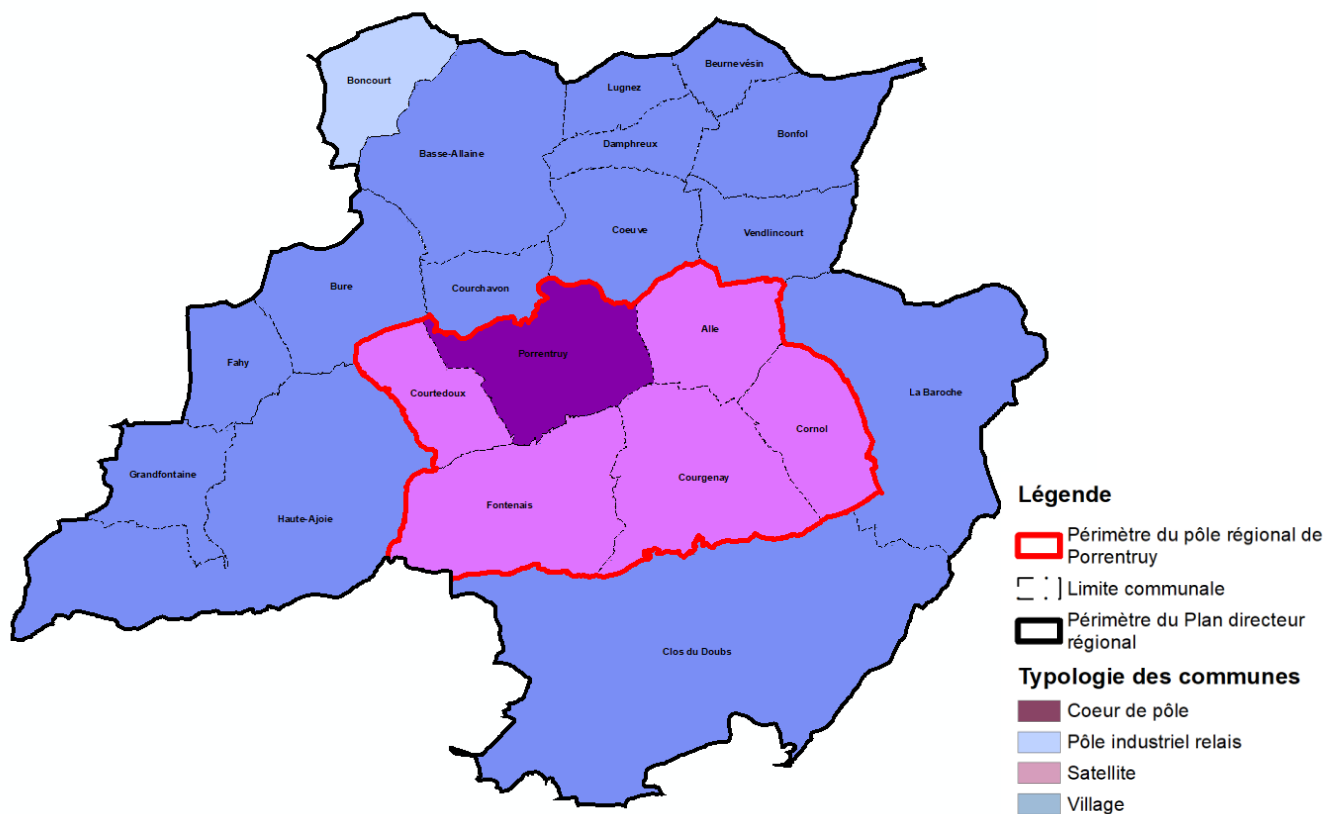 Boncourt
Beurnevésin
Lugnez
Bonfol
Damphreux
Basse-Allaine
Coeuve
Vendlincourt
Bure
Courchavon
Alle
Porrentruy
Fahy
Courtedoux
La Baroche
Cornol
Grandfontaine
Courgenay
Fontenais
Haute-Ajoie
Clos du Doubs
Légende
Périmètre du pôle régional de
Porrentruy
Limite communale
Périmètre du Plan directeur
régional
Typologie des communes
Coeur de pôle
Pôle industriel relais
Satellite
Village